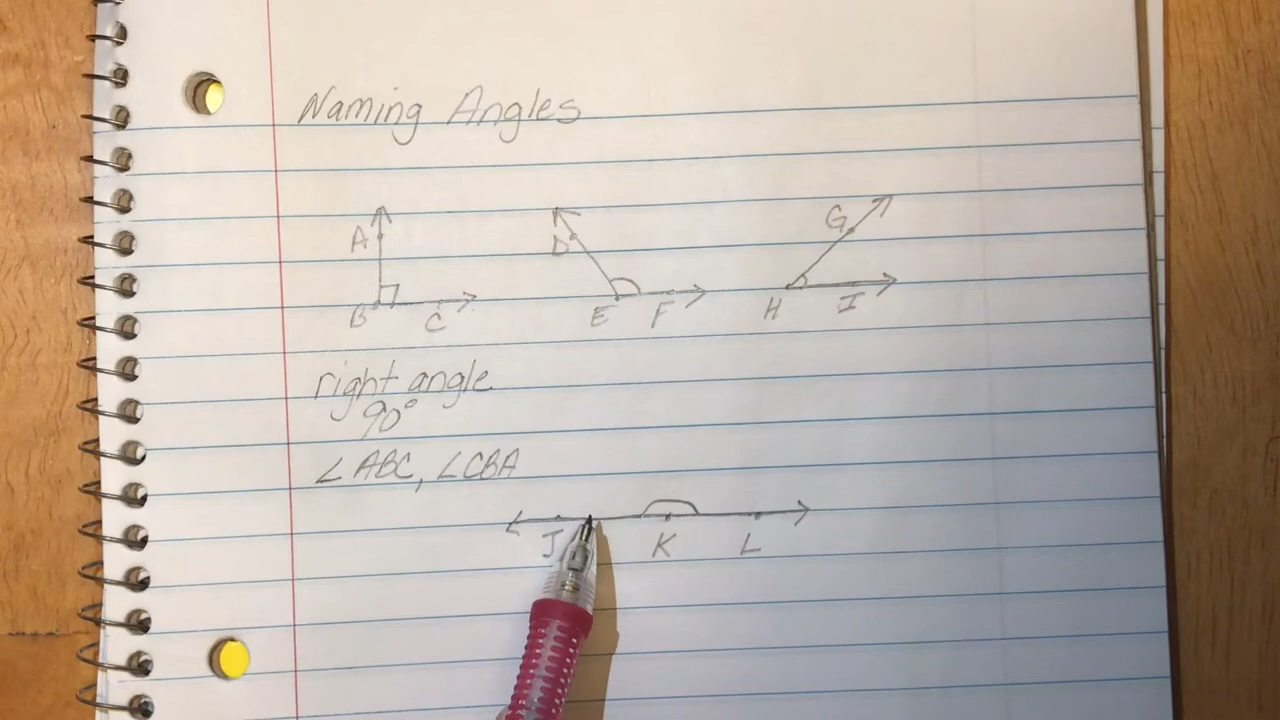 Naming Angles
A D G
B C E F H I
right angle
90°
∠ABC, ∠CBA
J K L